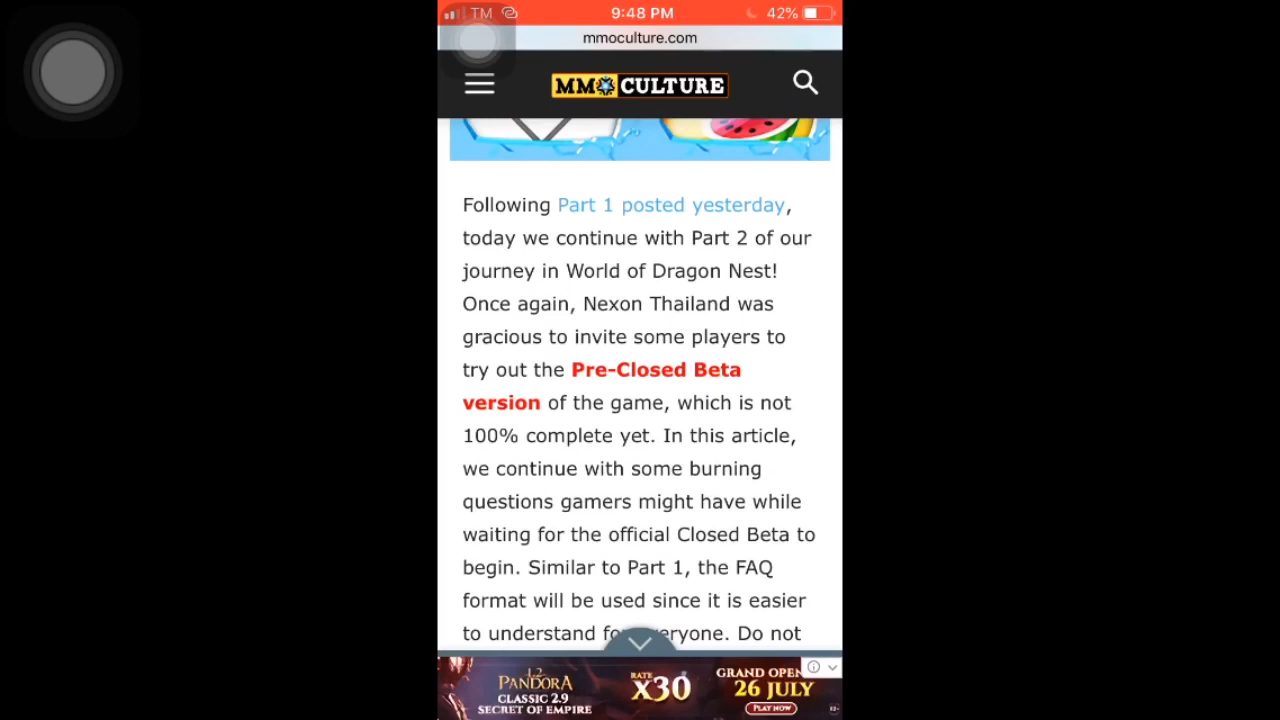 TM 9:48 PM 42%
mmoculture.com
MMOCULTURE
Following Part 1 posted yesterday,
today we continue with Part 2 of our
journey in World of Dragon Nest!
Once again, Nexon Thailand was
gracious to invite some players to
try out the Pre-Closed Beta
version of the game, which is not
100% complete yet. In this article,
we continue with some burning
questions gamers might have while
waiting for the official Closed Beta to
begin. Similar to Part 1, the FAQ
format will be used since it is easier
to understand for everyone. Do not
L2
PANDORA
CLASSIC 2.9
SECRET OF EMPIRE
RATE
X30
GRAND OPEN
26 JULY
PLAY NOW